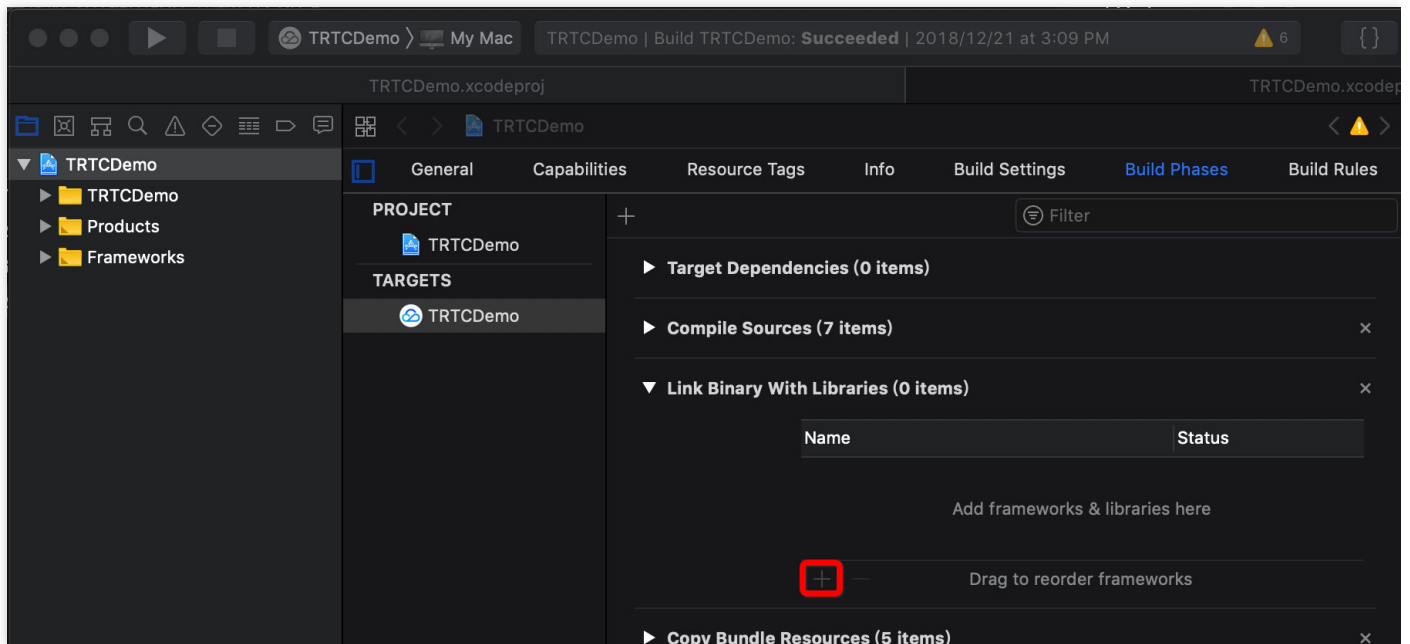 TRTCDemo 〉 My Mac TRTCDemo | Build TRTCDemo: Succeeded | 2018/12/21 at 3:09 PM 6 { }
TRTCDemo.xcodeproj TRTCDemo.xcodep
TRTCDemo
TRTCDemo
General Capabilities Resource Tags Info Build Settings Build Phases Build Rules
TRTCDemo
Products
Frameworks
PROJECT
TRTCDemo
TARGETS
TRTCDemo
Filter
Target Dependencies (0 items)
Compile Sources (7 items)
Link Binary With Libraries (0 items)
Name Status
Add frameworks & libraries here
Drag to reorder frameworks
Copy Bundle Resources (5 items)